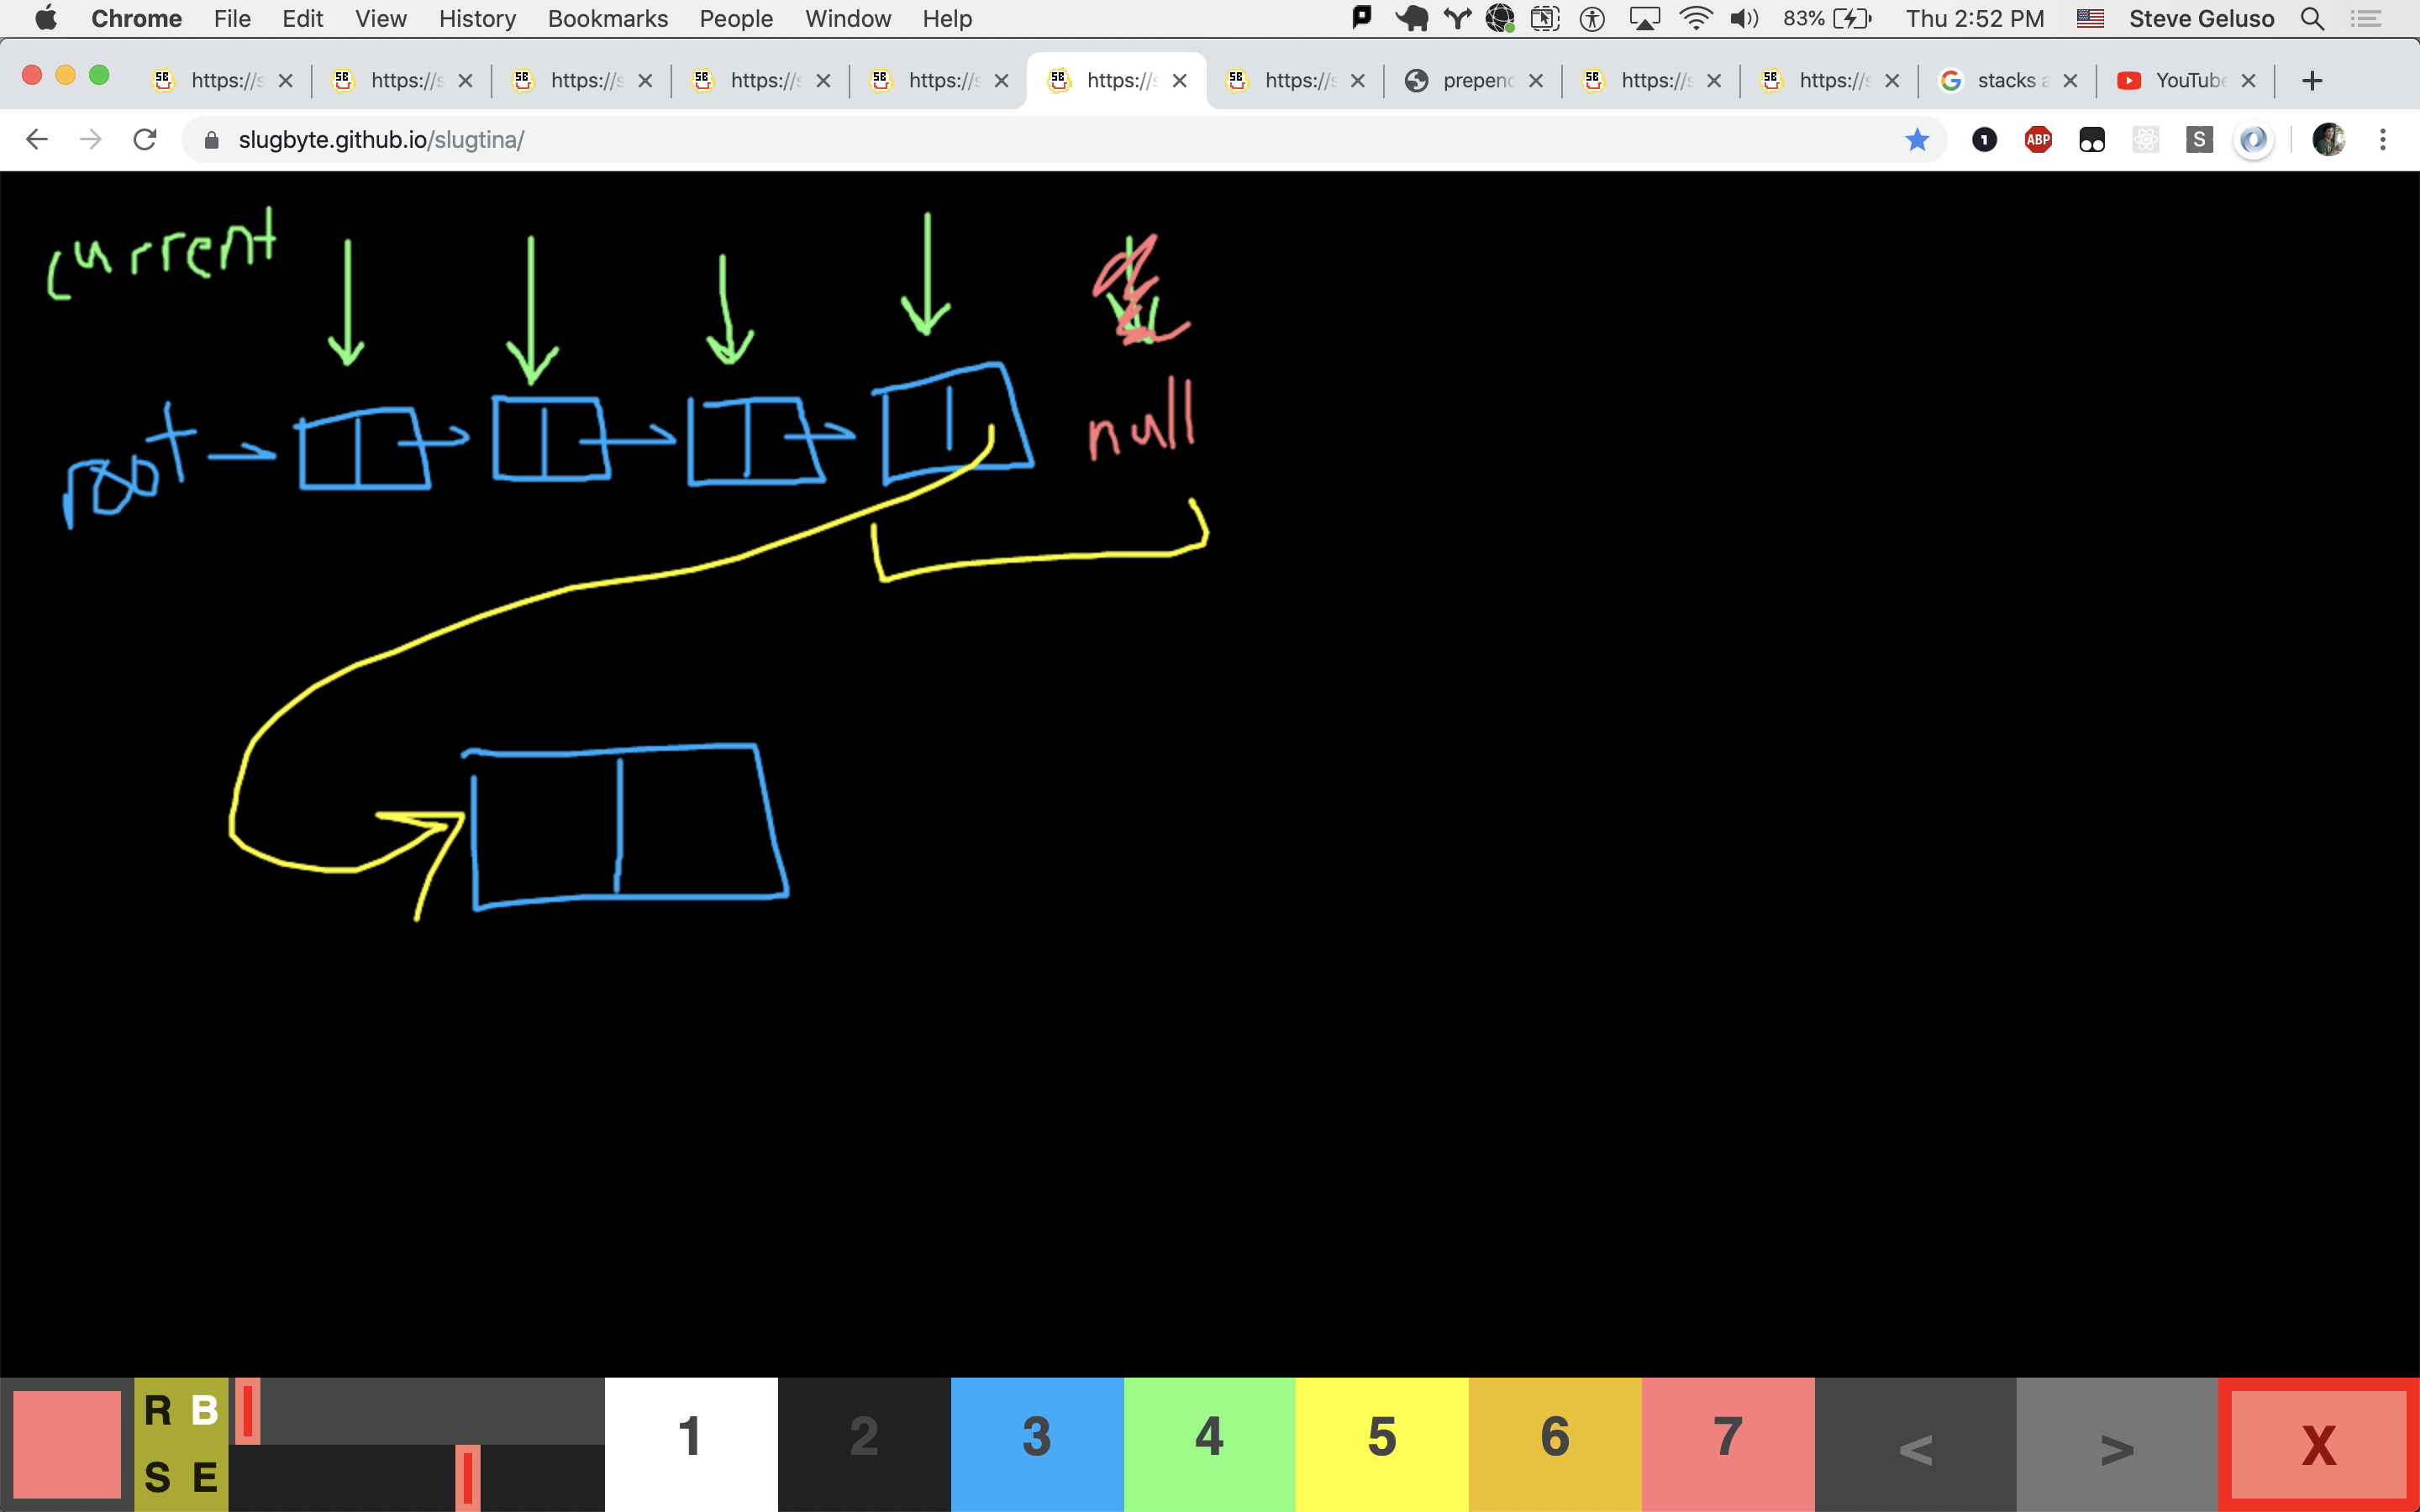 Chrome File Edit View History Bookmarks People Window Help 83% Thu 2:52 PM Steve Geluso
https://s https://s https://s https://s https://s https://s https://s prepend https://s https://s stacks a YouTube
slugbyte.github.io/slugtina/ 1 ABP S
current
root null
R B
S E
1 2 3 4 5 6 7 < > X